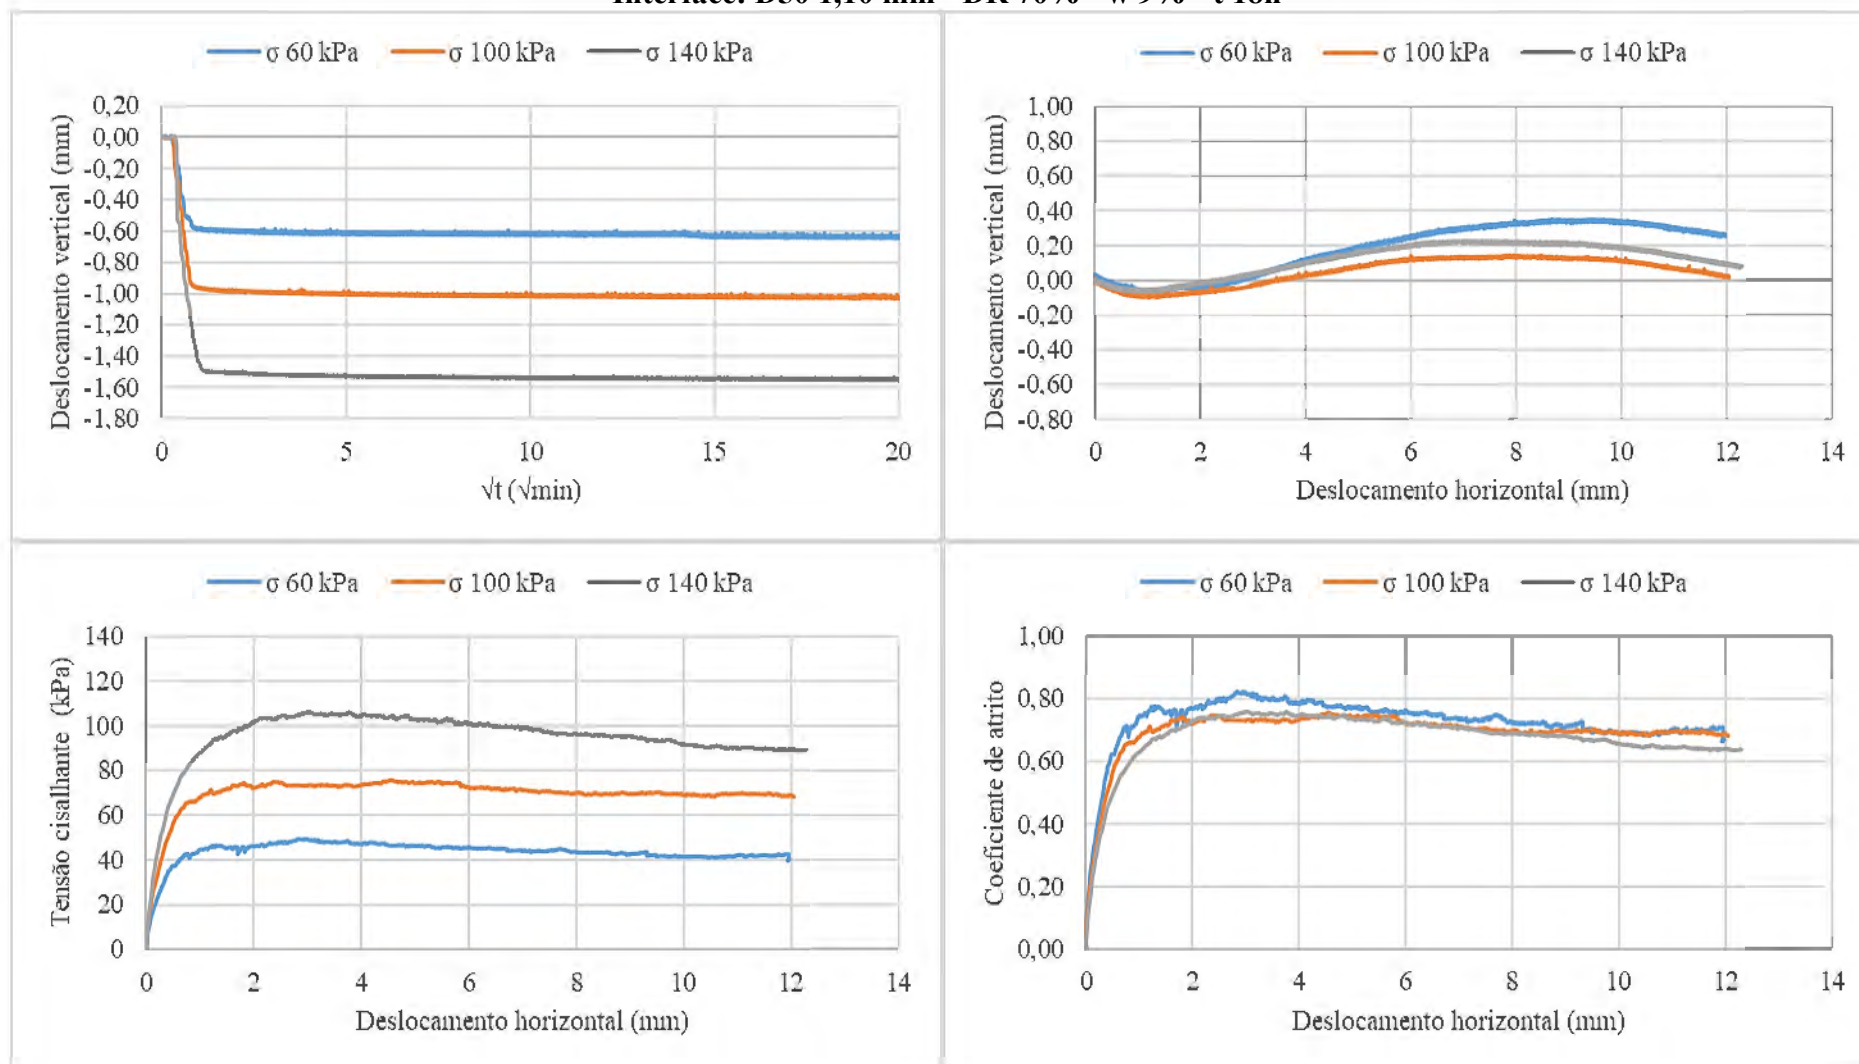 σ 60 kPa σ 100 kPa σ 140 kPa
0,20
0,00
-0,20
-0,40
-0,60
-0,80
-1,00
-1,20
-1,40
-1,60
-1,80
Deslocamento vertical (mm)
0 5 10 15 20
√t (√min)
σ 60 kPa σ 100 kPa σ 140 kPa
1,00
0,80
0,60
0,40
0,20
0,00
-0,20
-0,40
-0,60
-0,80
Deslocamento vertical (mm)
0 2 4 6 8 10 12 14
Deslocamento horizontal (mm)
σ 60 kPa σ 100 kPa σ 140 kPa
140
120
100
80
60
40
20
0
Tensão cisalhante (kPa)
0 2 4 6 8 10 12 14
Deslocamento horizontal (mm)
σ 60 kPa σ 100 kPa σ 140 kPa
1,00
0,80
0,60
0,40
0,20
0,00
Coeficiente de atrito
0 2 4 6 8 10 12 14
Deslocamento horizontal (mm)